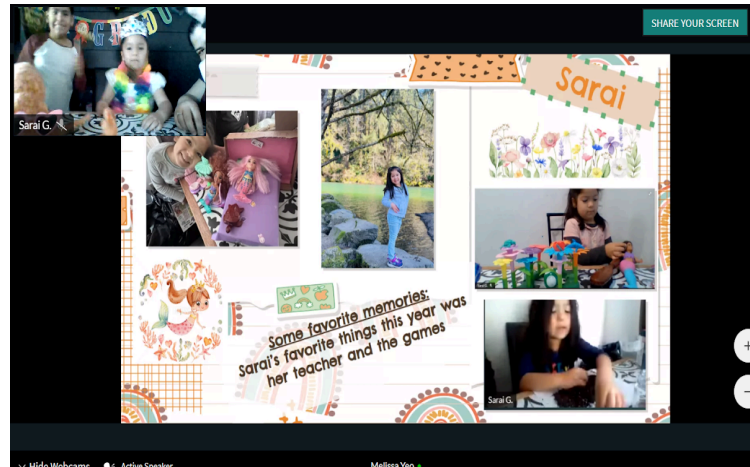 SHARE YOUR SCREEN
Sarai G.
Sarai
Some favorite memories:
Sarai's favorite things this year was
her teacher and the games
Sarai G.
Hide Webcams
Active Speaker
Melissa Yeo